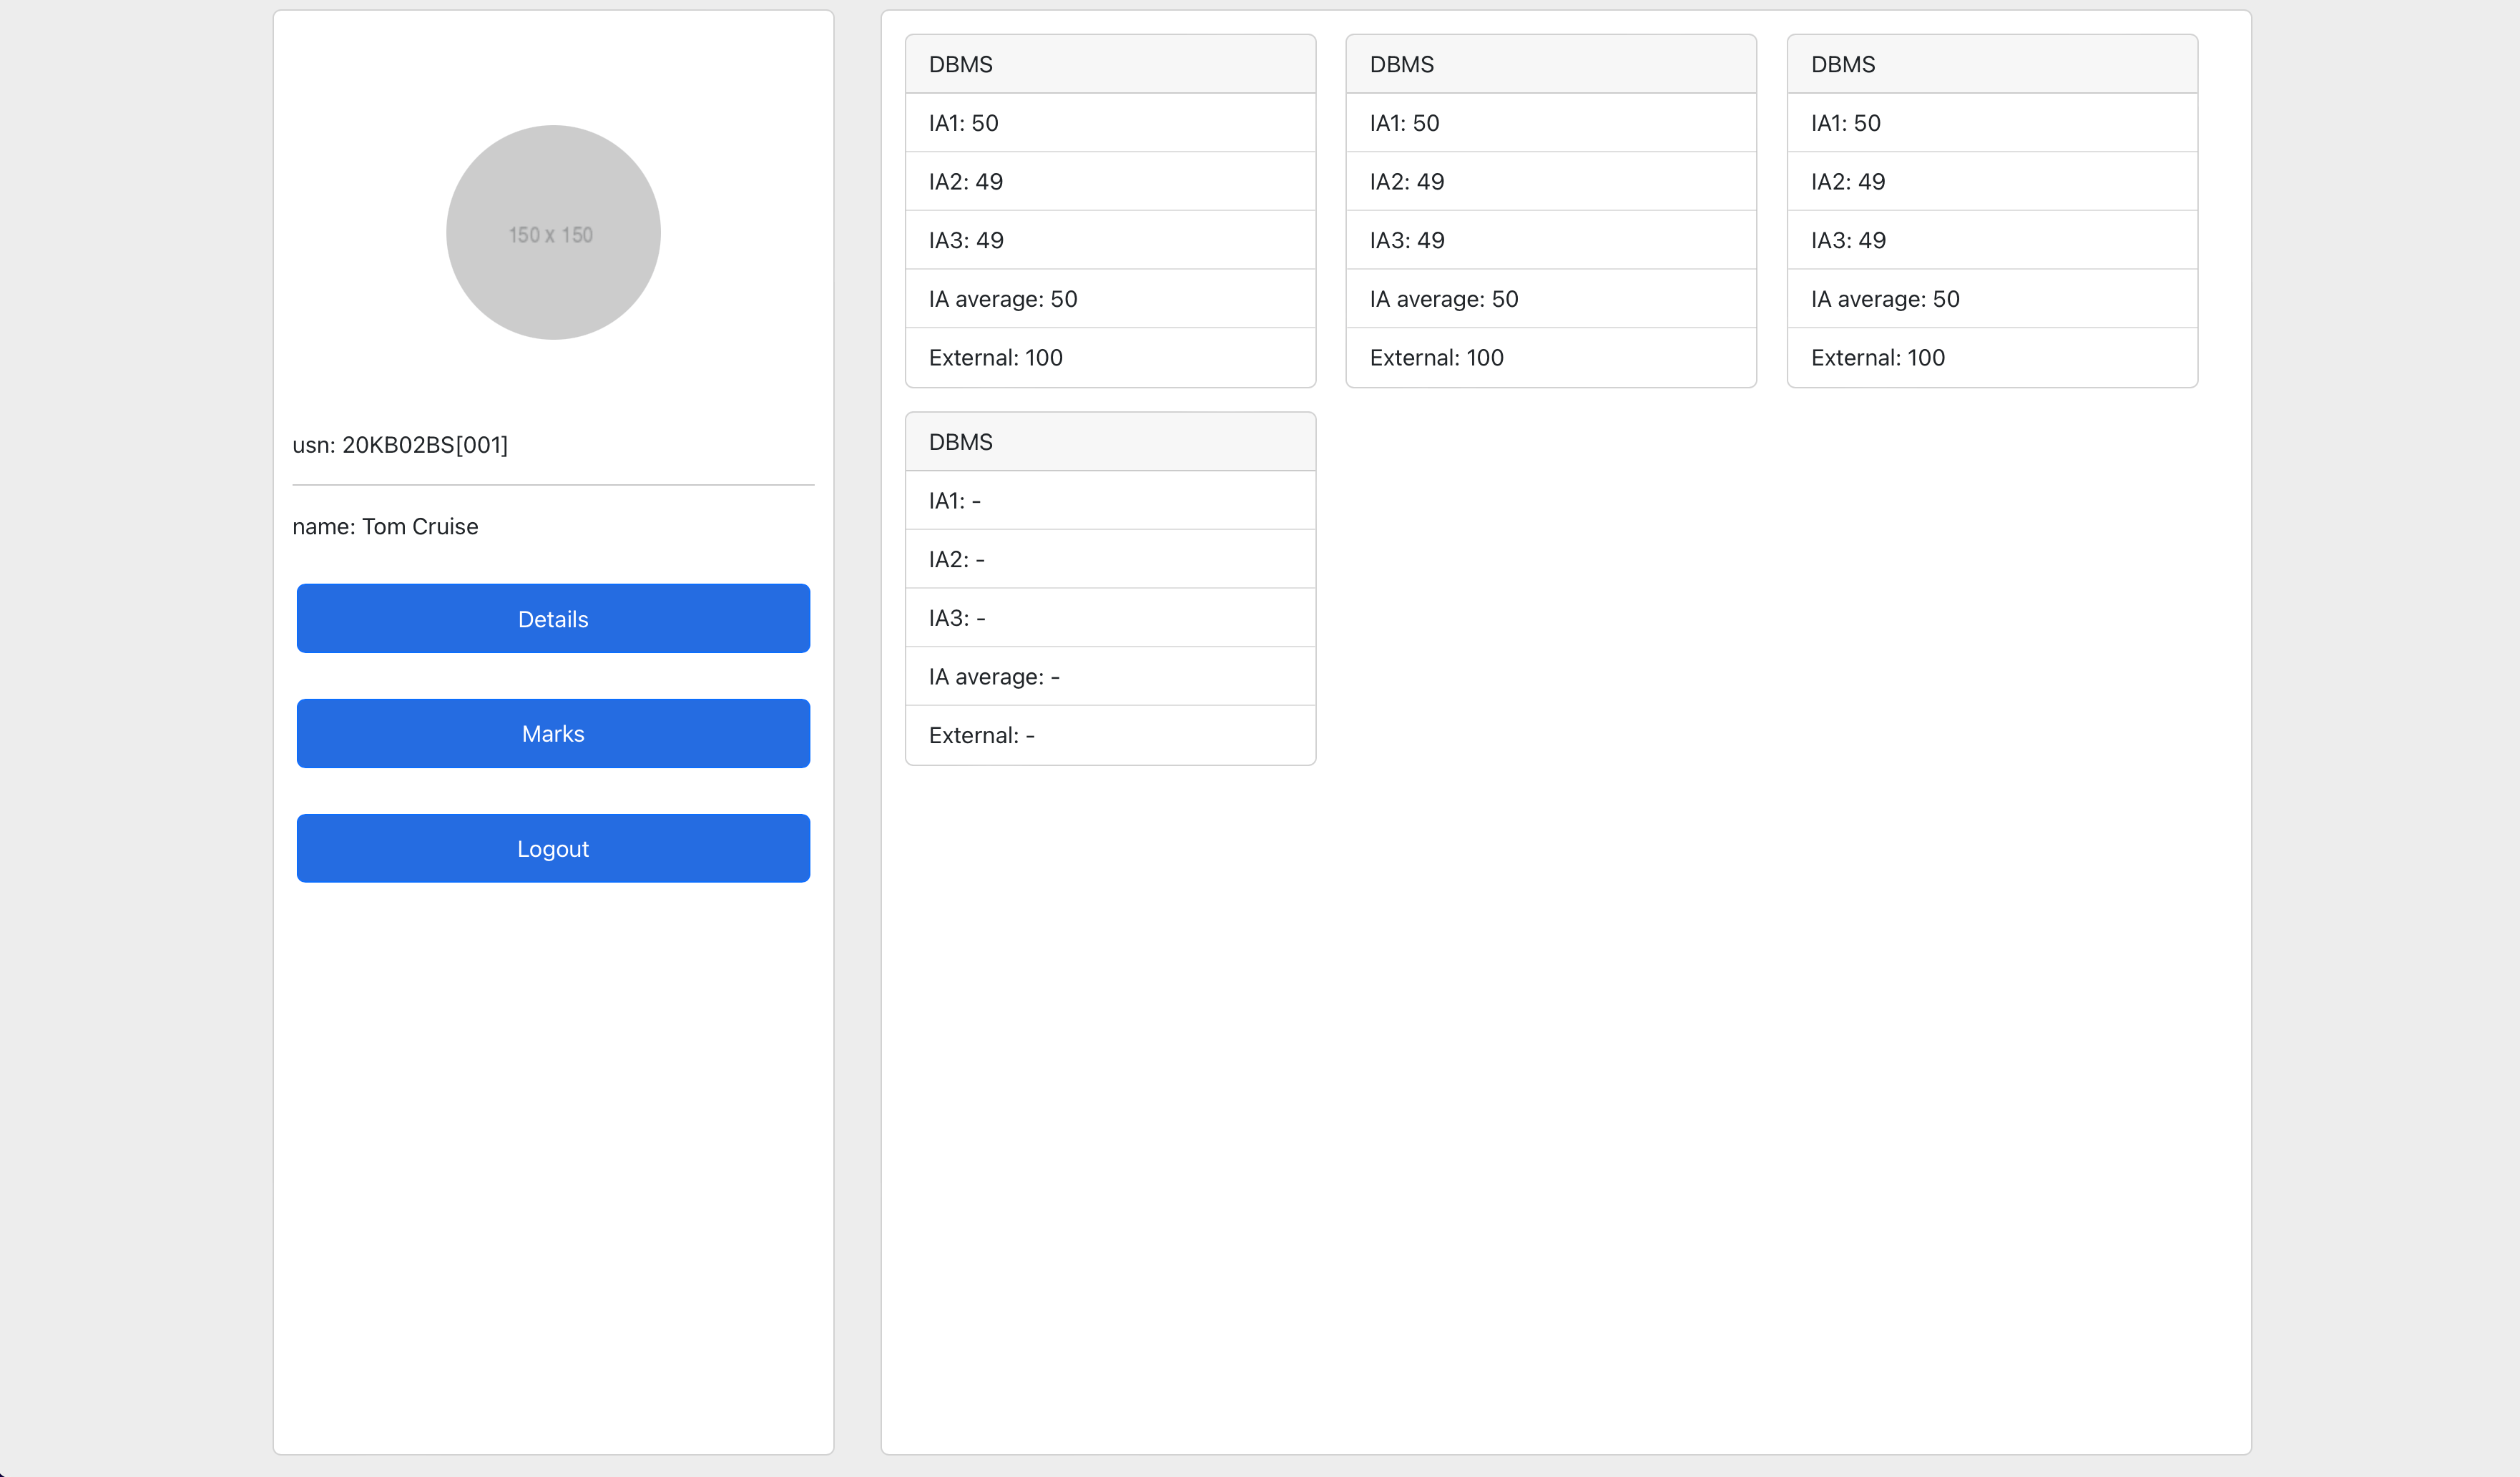 150 x 150
usn: 20KB02BS[001]
name: Tom Cruise
Details
Marks
Logout
DBMS
IA1: 50
IA2: 49
IA3: 49
IA average: 50
External: 100
DBMS
IA1: 50
IA2: 49
IA3: 49
IA average: 50
External: 100
DBMS
IA1: 50
IA2: 49
IA3: 49
IA average: 50
External: 100
DBMS
IA1: -
IA2: -
IA3: -
IA average: -
External: -